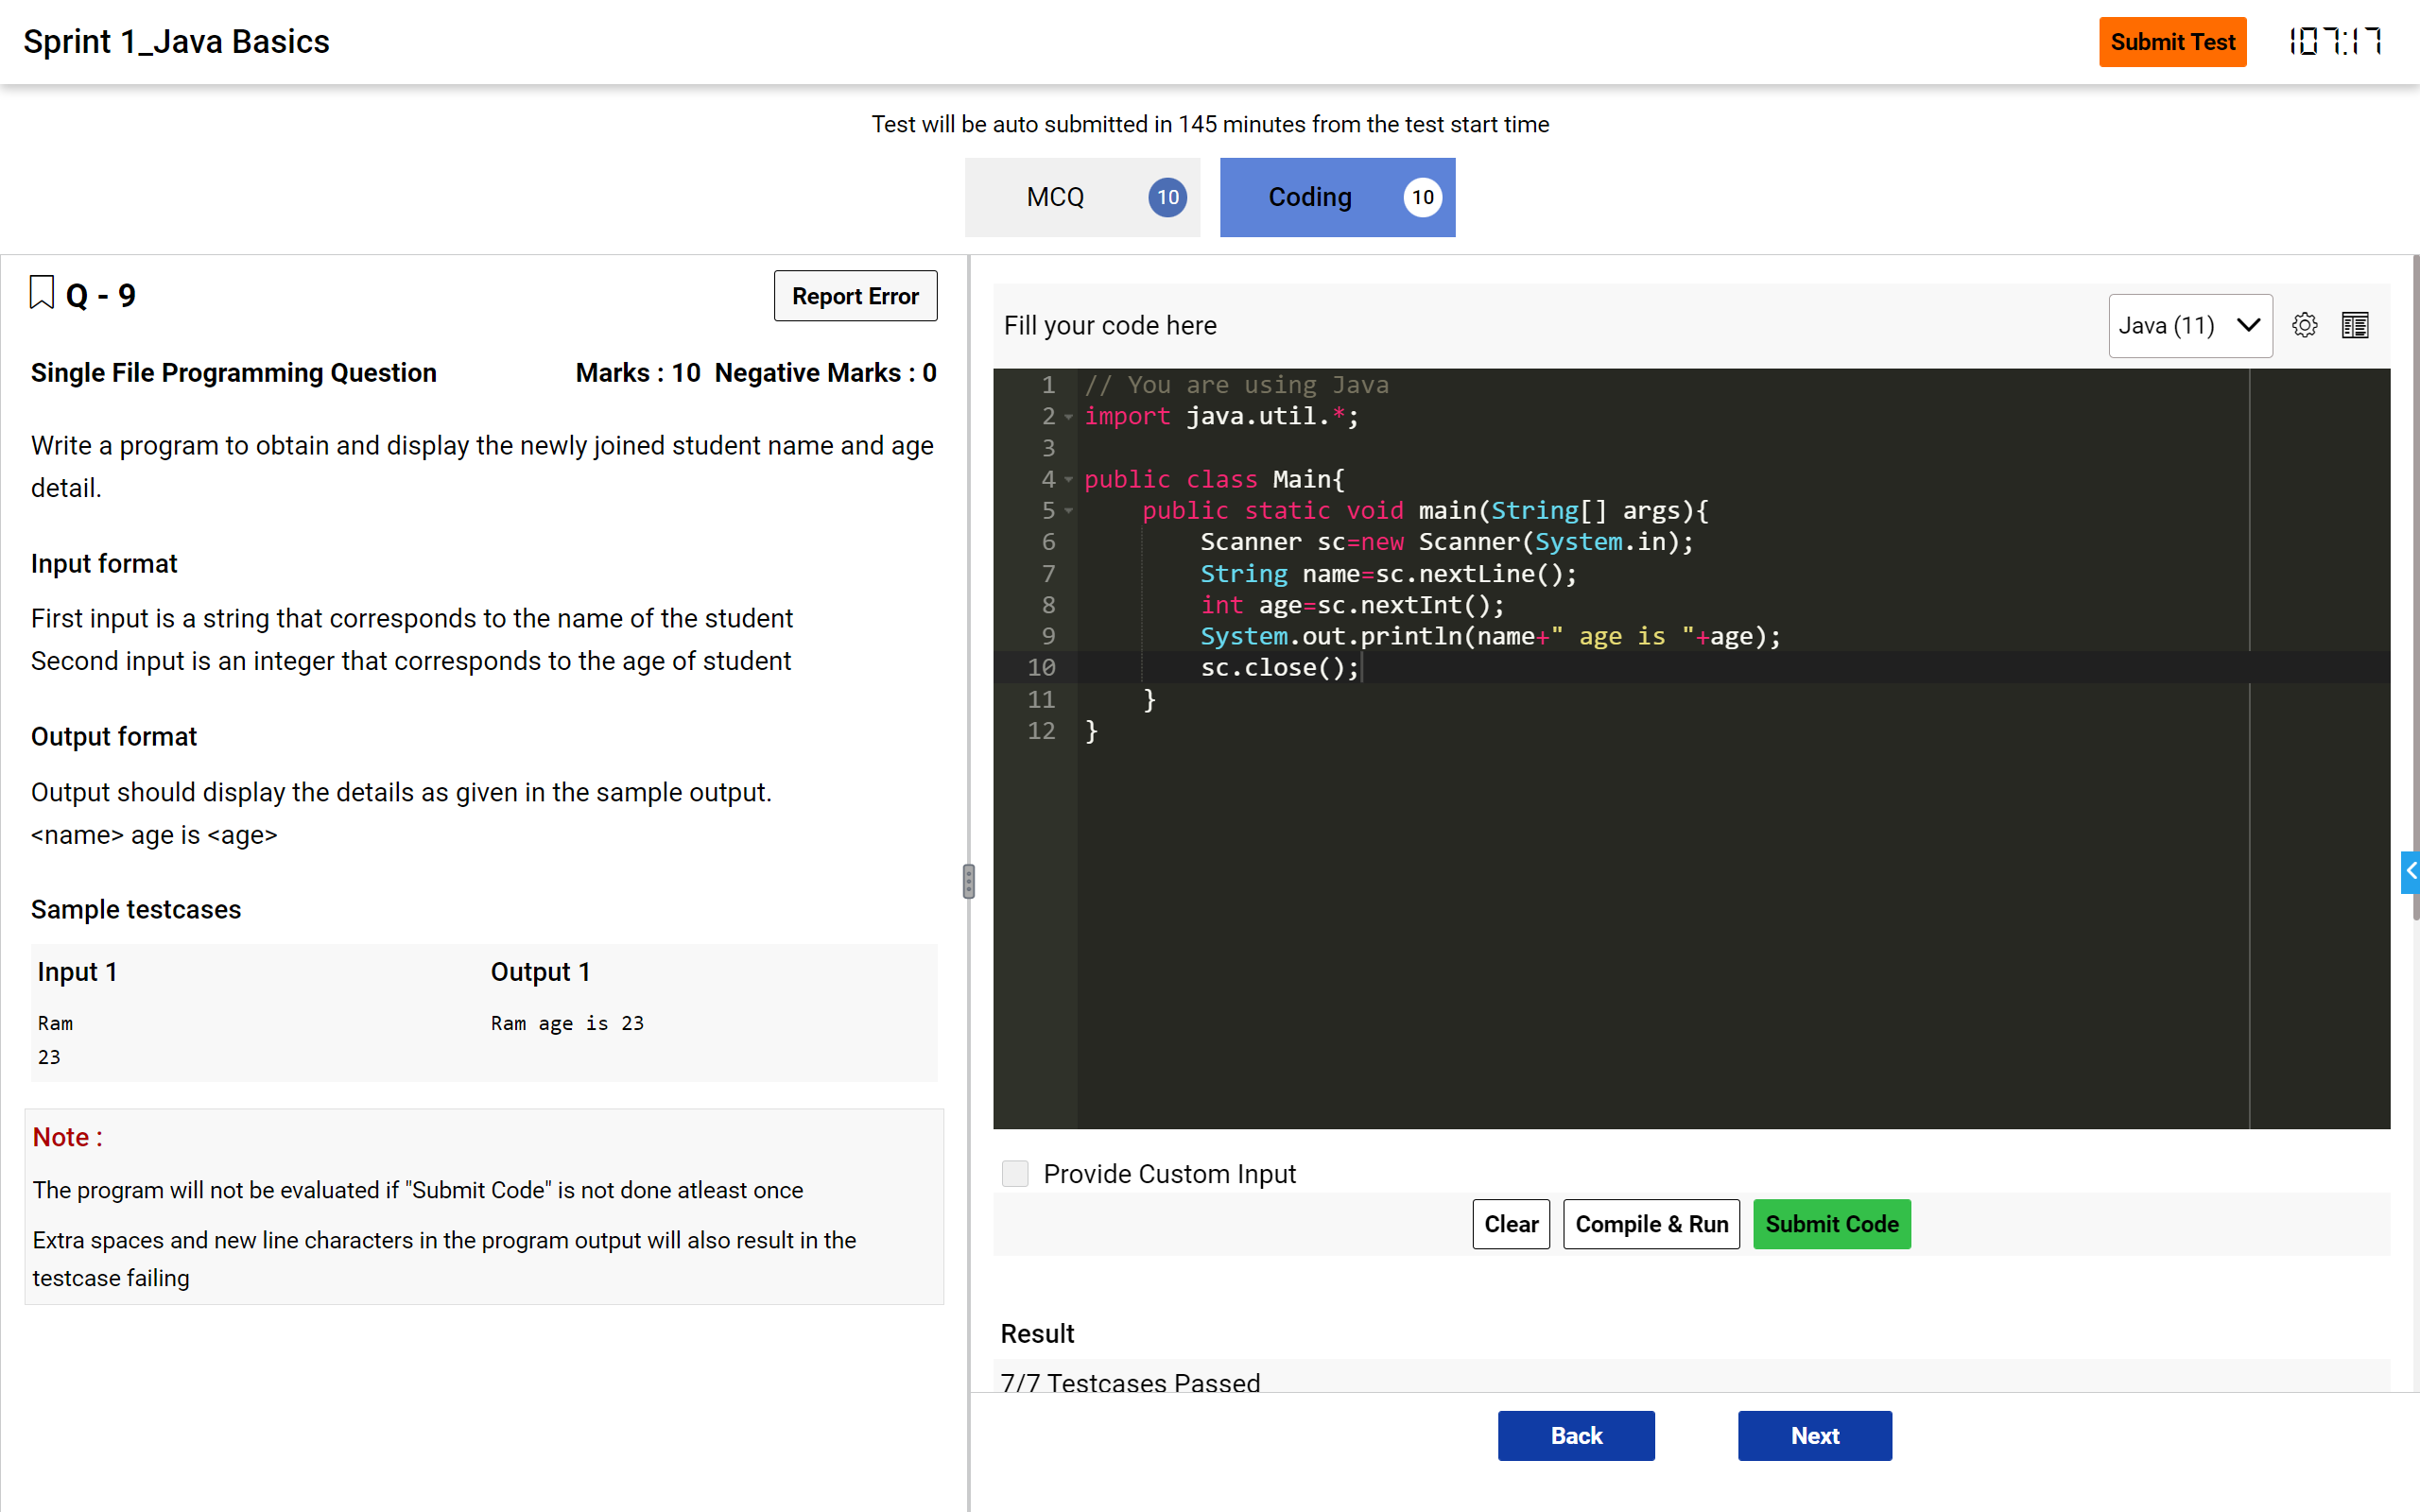 Sprint 1_Java Basics
Submit Test
107:17
Test will be auto submitted in 145 minutes from the test start time
MCQ 10
Coding 10
Q - 9
Report Error
Single File Programming Question
Marks : 10 Negative Marks : 0
Write a program to obtain and display the newly joined student name and age
detail.
Input format
First input is a string that corresponds to the name of the student
Second input is an integer that corresponds to the age of student
Output format
Output should display the details as given in the sample output.
<name> age is <age>
Sample testcases
Input 1
Output 1
Ram
23
Ram age is 23
Note :
The program will not be evaluated if "Submit Code" is not done atleast once
Extra spaces and new line characters in the program output will also result in the
testcase failing
Fill your code here
Java (11)
1 // You are using Java
2 import java.util.*;
3
4 public class Main{
5     public static void main(String[] args){
6         Scanner sc=new Scanner(System.in);
7         String name=sc.nextLine();
8         int age=sc.nextInt();
9         System.out.println(name+" age is "+age);
10         sc.close();
11     }
12 }
Provide Custom Input
Clear
Compile & Run
Submit Code
Result
7/7 Testcases Passed
Back
Next